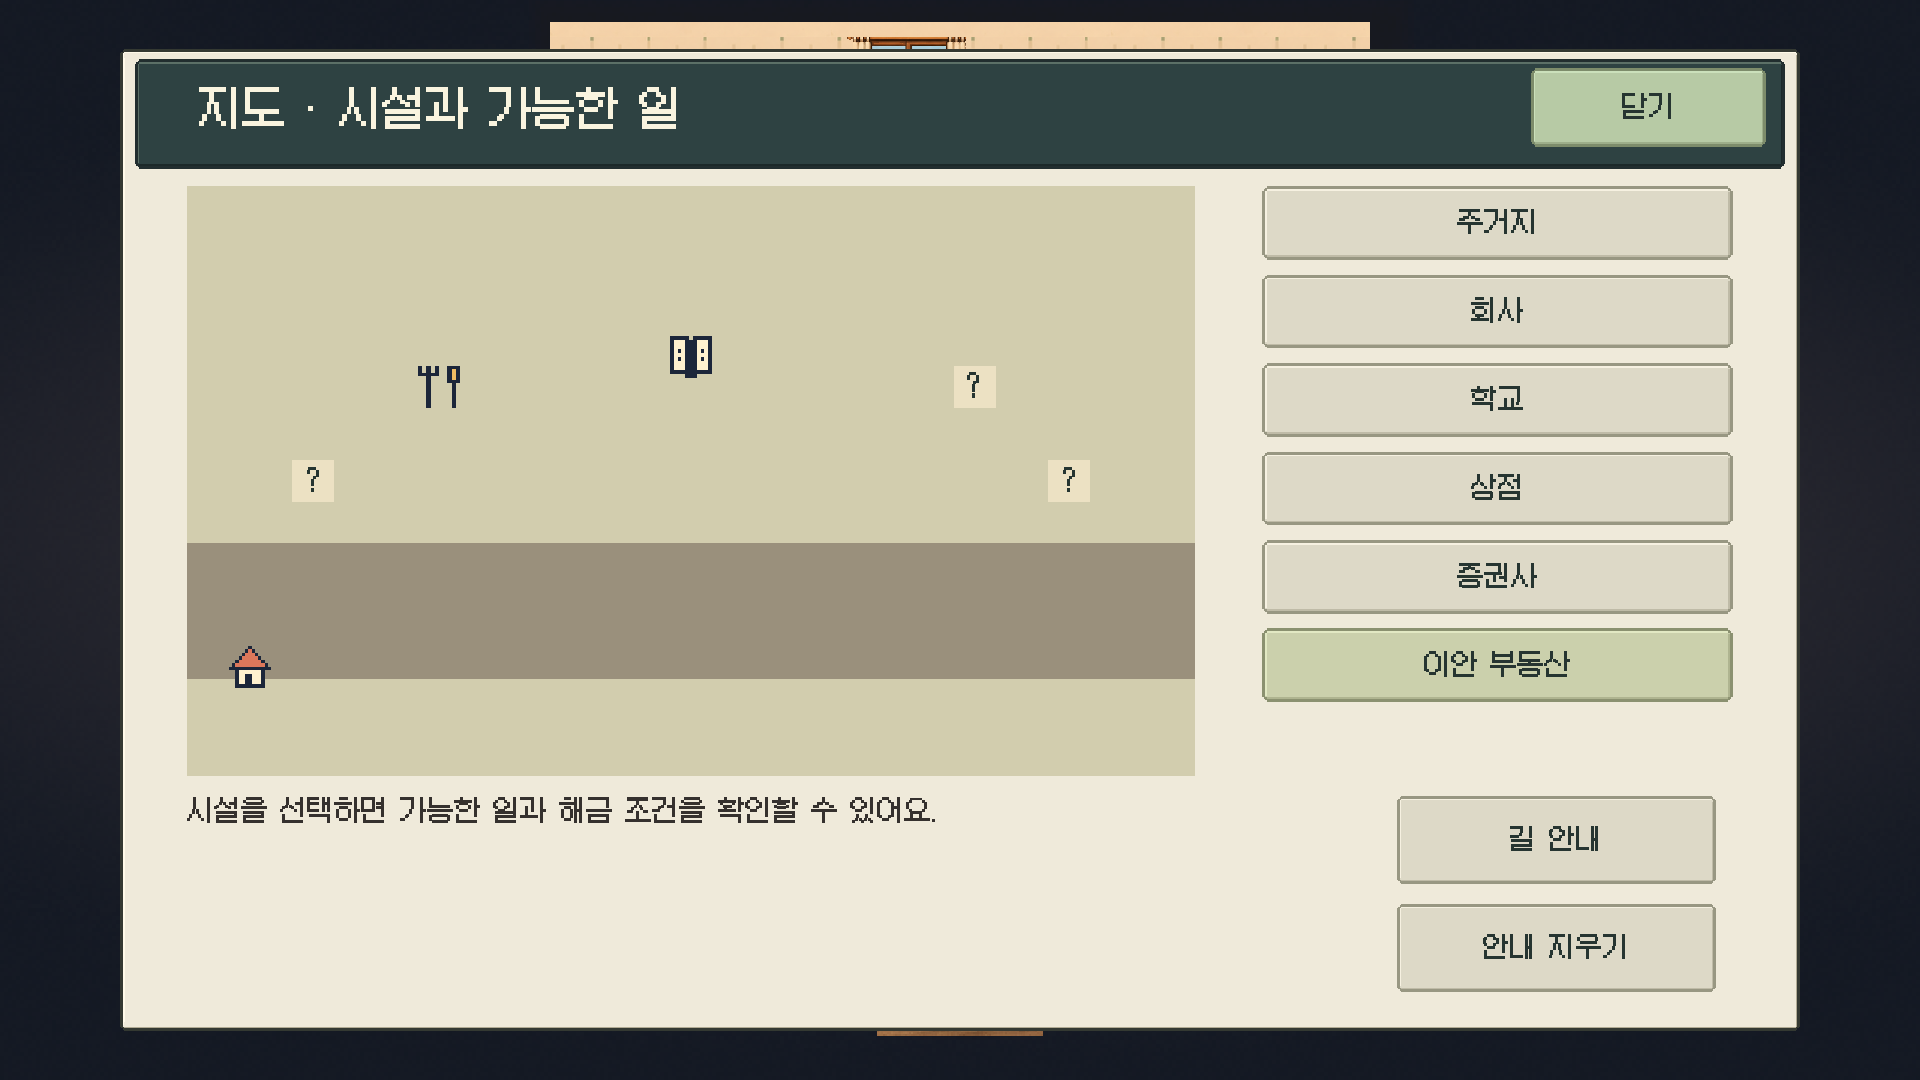 지도 · 시설과 가능한 일
닫기
주거지
회사
학교
상점
증권사
이안 부동산
?
?
?
시설을 선택하면 가능한 일과 해금 조건을 확인할 수 있어요.
길 안내
안내 지우기